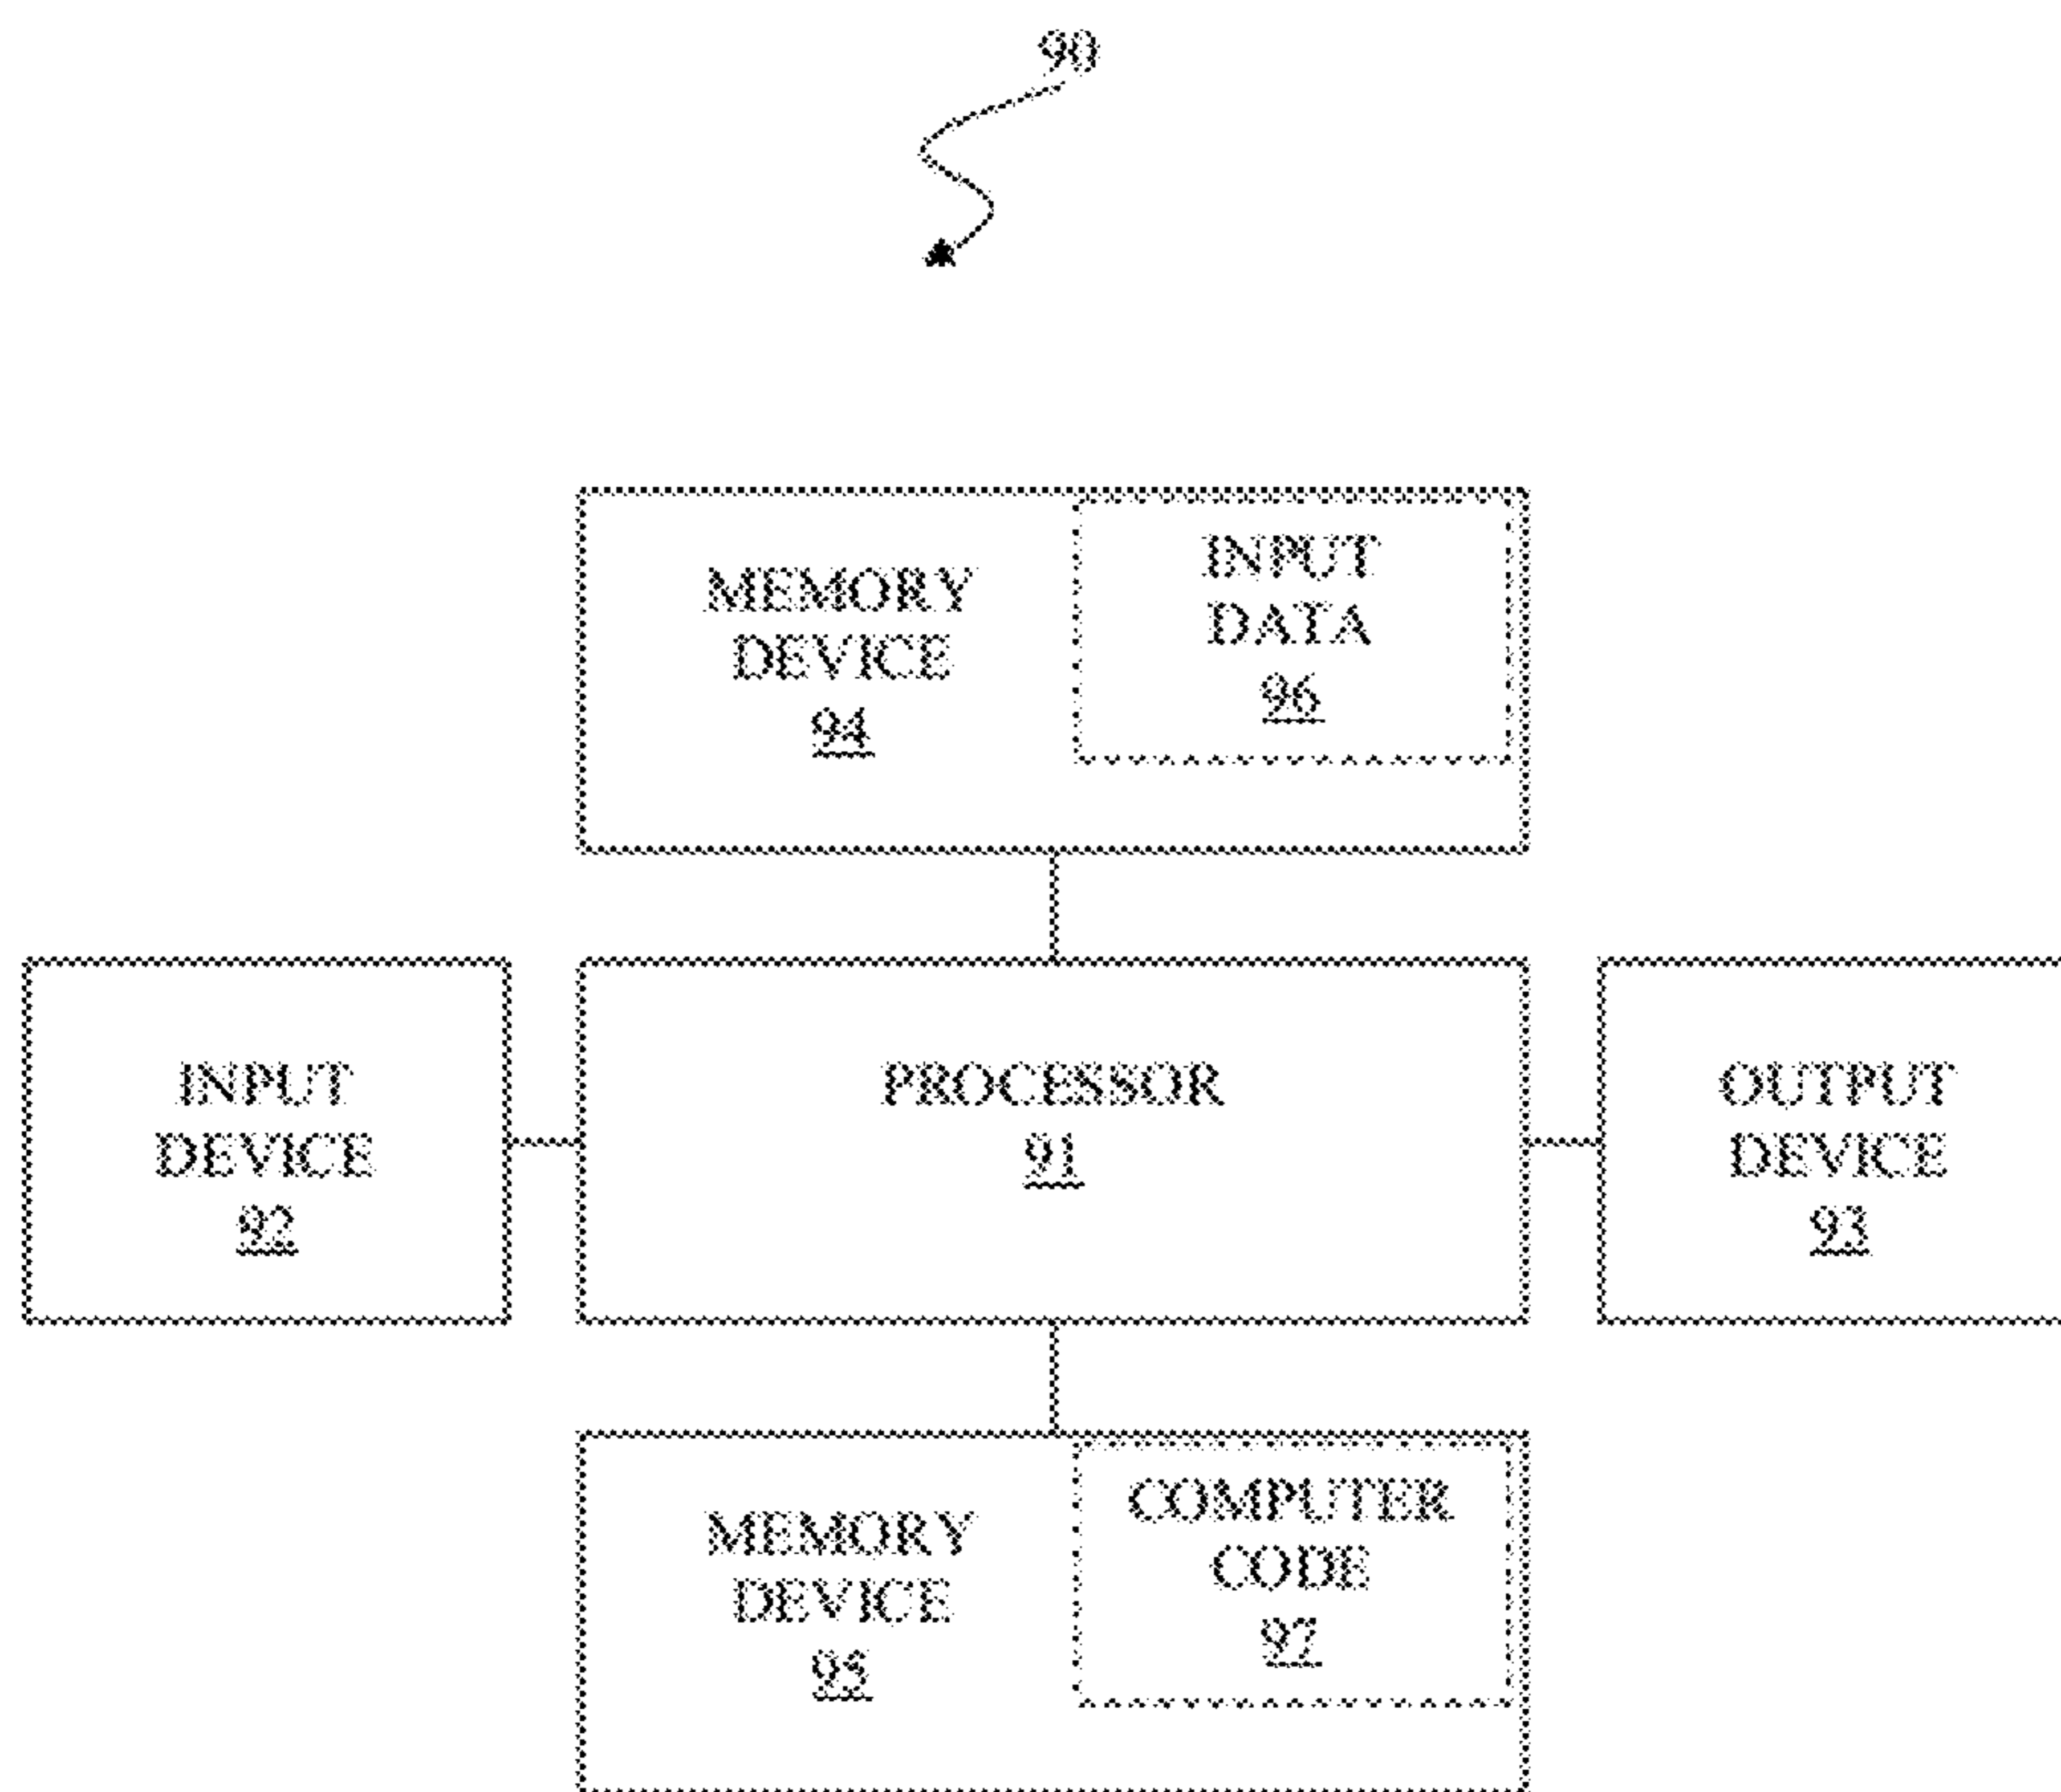 90
MEMORY
DEVICE
94
INPUT
DATA
96
INPUT
DEVICE
92
PROCESSOR
91
OUTPUT
DEVICE
93
MEMORY
DEVICE
95
COMPUTER
CODE
97